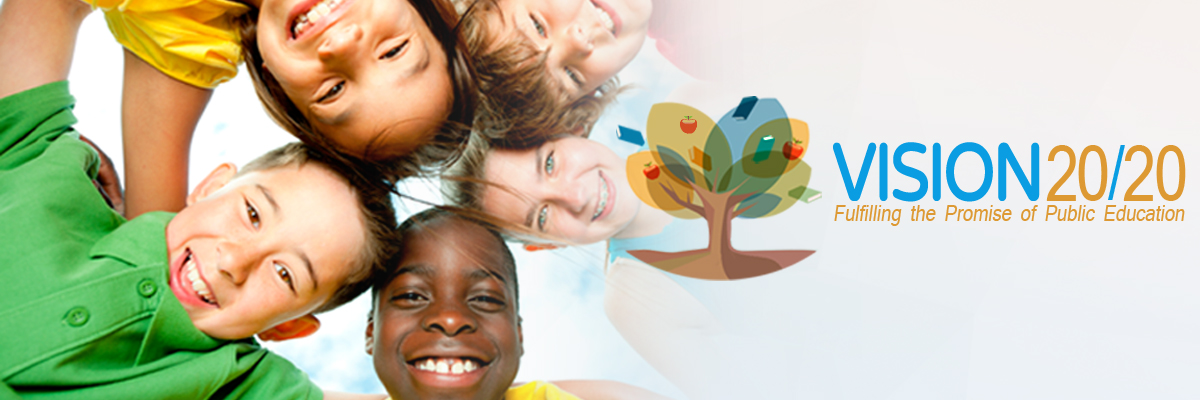 VISION 20/20
Fulfilling the Promise of Public Education